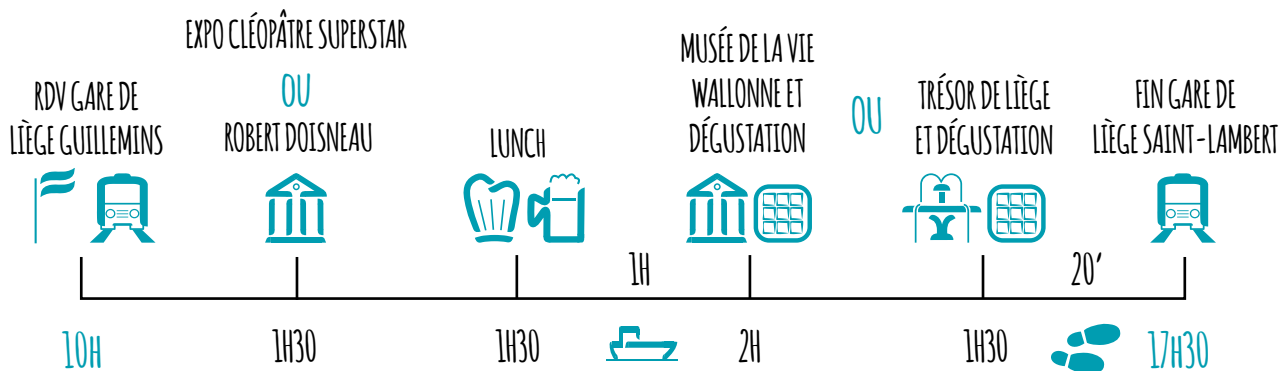 RDV GARE DE
LIÈGE GUILLEMINS
EXPO CLÉOPÂTRE SUPERSTAR
OU
ROBERT DOISNEAU
LUNCH
MUSÉE DE LA VIE
WALLONNE ET
DÉGUSTATION
OU
TRÉSOR DE LIÈGE
ET DÉGUSTATION
FIN GARE DE
LIÈGE SAINT-LAMBERT
1H
20'
10H
1H30
1H30
2H
1H30
17H30